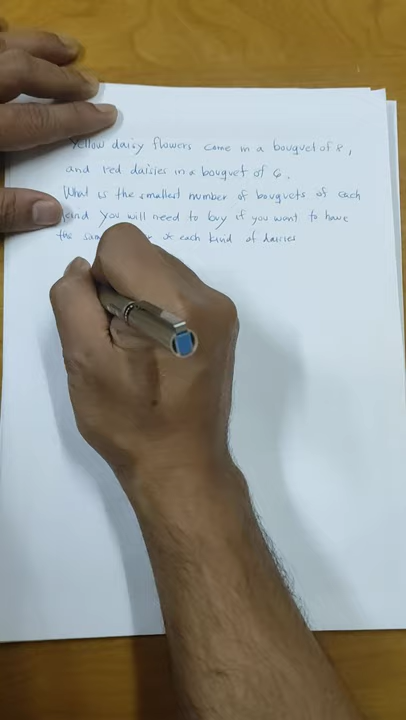 Yellow daisy flowers come in a bouquet of 8,
and red daisies in a bouquet of 6.
What is the smallest number of bouquets of each
kind you will need to buy if you want to have
the each kind of daisies